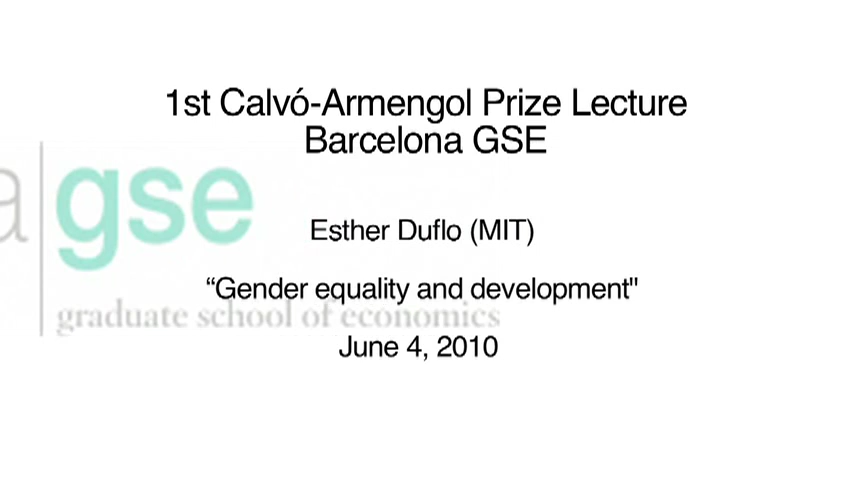 1st Calvó-Armengol Prize Lecture
Barcelona GSE
a|gse
Esther Duflo (MIT)
“Gender equality and development"
graduate school of economics
June 4, 2010